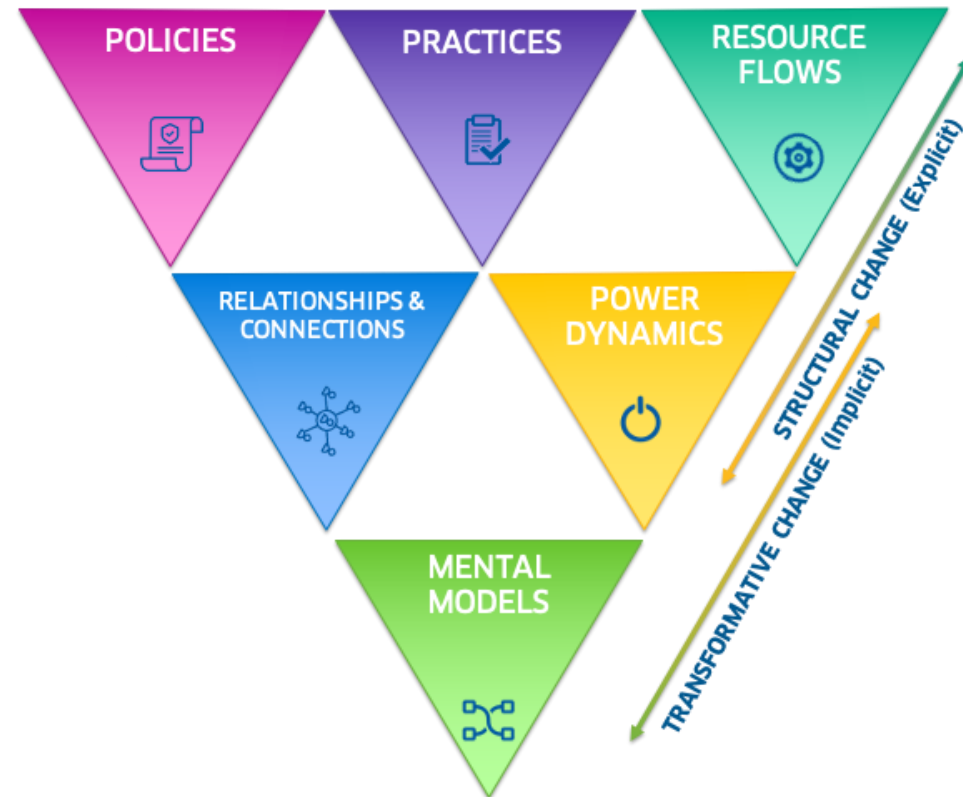 POLICIES
PRACTICES
RESOURCE
FLOWS
RELATIONSHIPS &
CONNECTIONS
POWER
DYNAMICS
MENTAL
MODELS
STRUCTURAL CHANGE (Explicit)
TRANSFORMATIVE CHANGE (Implicit)